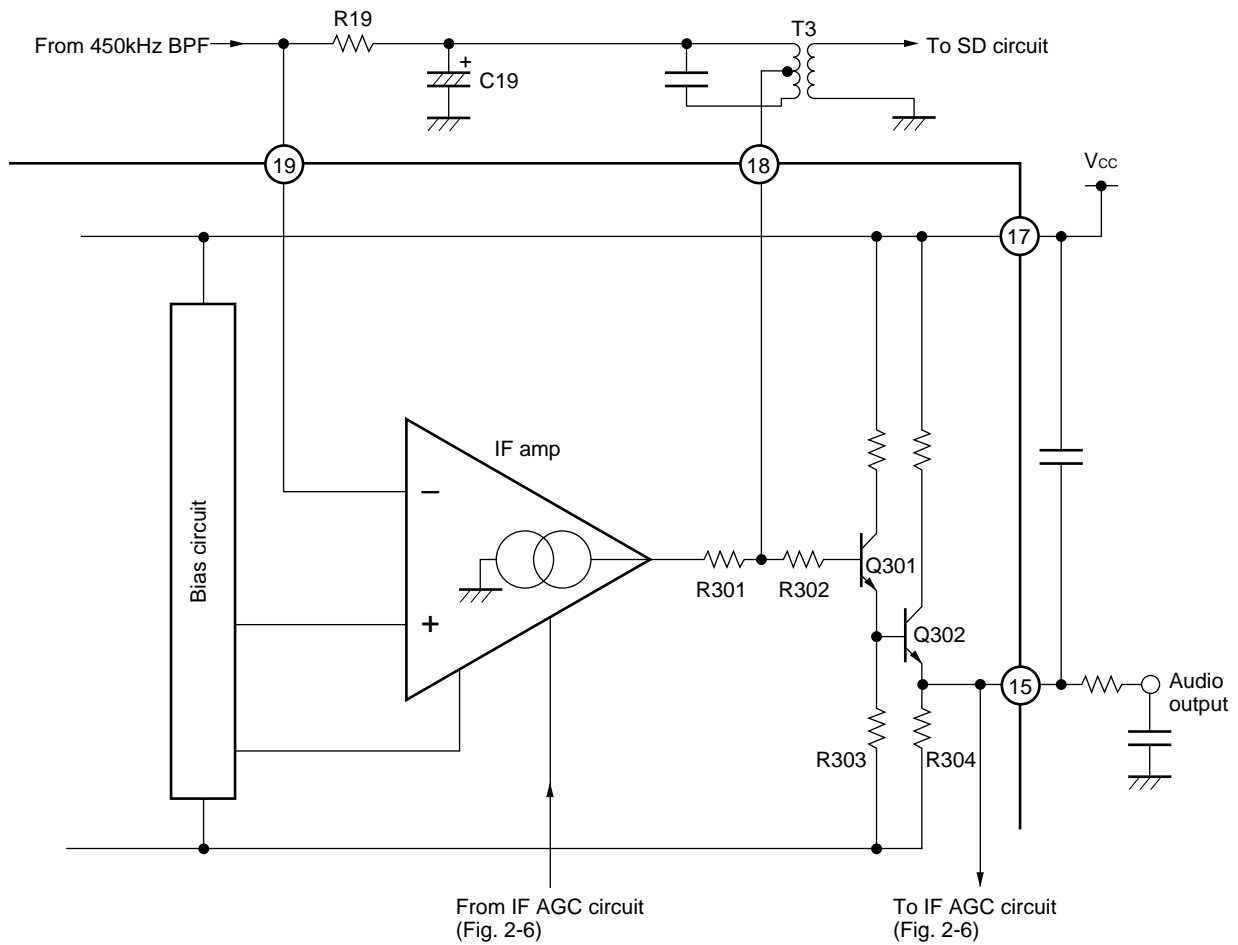 R19
T3
From 450kHz BPF
To SD circuit
+
C19
19
18
VCC
17
IF amp
−
Bias circuit
Q301
R301
R302
+
Q302
15
Audio
output
R303
R304
From IF AGC circuit
(Fig. 2-6)
To IF AGC circuit
(Fig. 2-6)